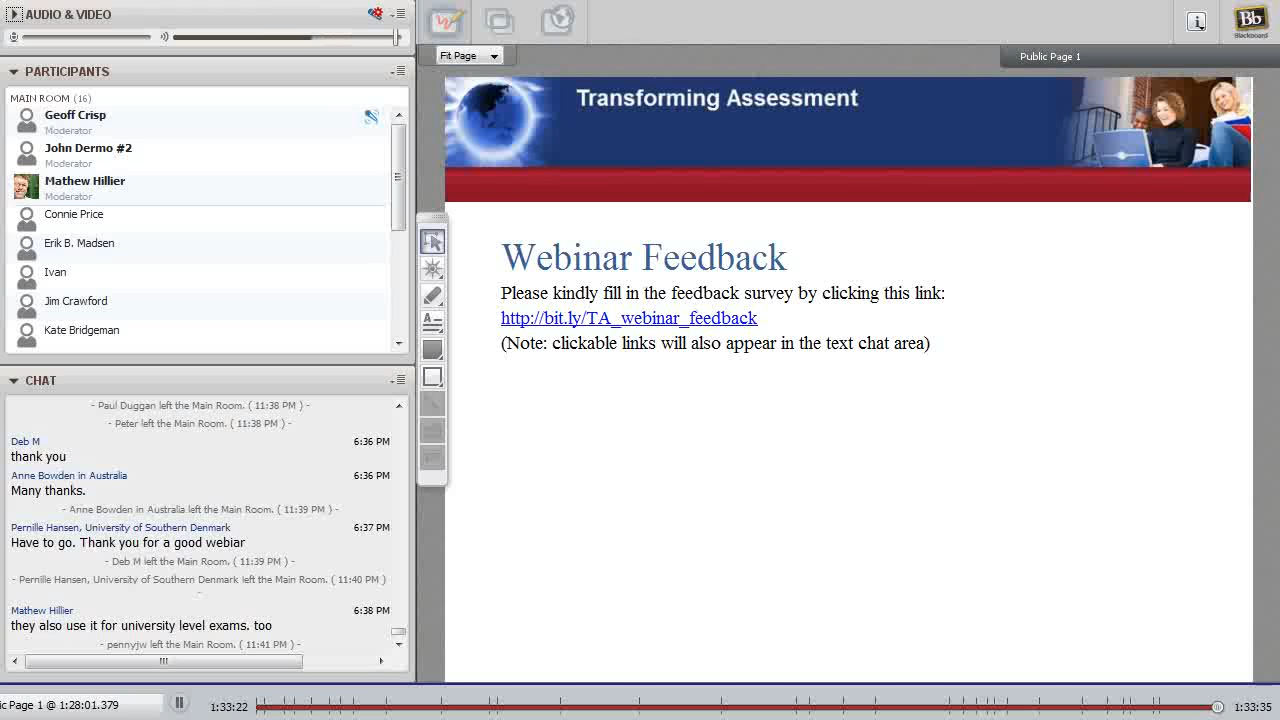 AUDIO & VIDEO
PARTICIPANTS
MAIN ROOM (16)
Geoff Crisp
Moderator
John Dermo #2
Moderator
Mathew Hillier
Moderator
Connie Price
Erik B. Madsen
Ivan
Jim Crawford
Kate Bridgeman
CHAT
- Paul Duggan left the Main Room. ( 11:38 PM ) -
- Peter left the Main Room. ( 11:38 PM ) -
Deb M 6:36 PM
thank you
Anne Bowden in Australia 6:36 PM
Many thanks.
- Anne Bowden in Australia left the Main Room. ( 11:39 PM ) -
Pernille Hansen, University of Southern Denmark 6:37 PM
Have to go. Thank you for a good webiar
- Deb M left the Main Room. ( 11:39 PM ) -
- Pernille Hansen, University of Southern Denmark left the Main Room. ( 11:40 PM )
-
Mathew Hillier 6:38 PM
they also use it for university level exams. too
- pennyjw left the Main Room. ( 11:41 PM ) -
Bb
Blackboard
Fit Page
Public Page 1
Transforming Assessment
Webinar Feedback
Please kindly fill in the feedback survey by clicking this link:
http://bit.ly/TA_webinar_feedback
(Note: clickable links will also appear in the text chat area)
ic Page 1 @ 1:28:04.379
1:33:22
1:33:35